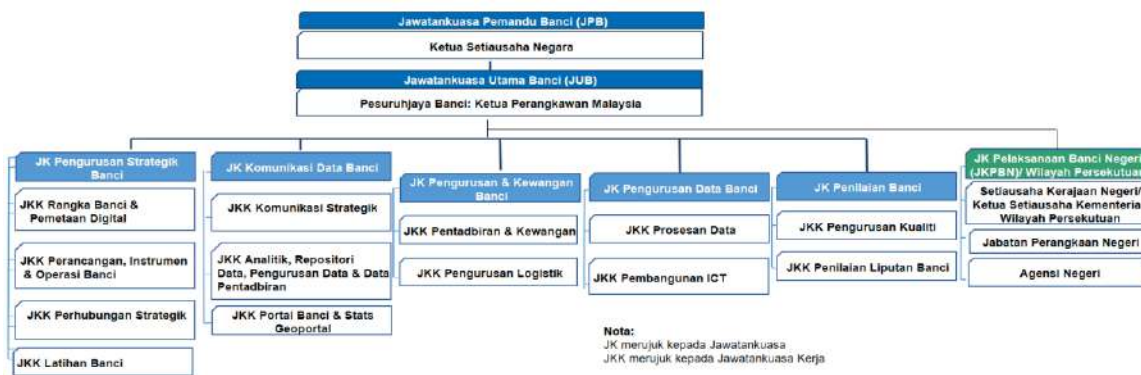 Jawatankuasa Pemandu Banci (JPB)
Ketua Setiausaha Negara
Jawatankuasa Utama Banci (JUB)
Pesuruhjaya Banci: Ketua Perangkawan Malaysia
JK Pengurusan Strategik
Banci
JKK Rangka Banci &
Pemetaan Digital
JKK Perancangan, Instrumen
& Operasi Banci
JKK Perhubungan Strategik
JKK Latihan Banci
JK Komunikasi Data Banci
JKK Komunikasi Strategik
JKK Analitik, Repositori
Data, Pengurusan Data & Data
Pentadbiran
JKK Portal Banci & Stats
Geoportal
JK Pengurusan & Kewangan
Banci
JKK Pentadbiran & Kewangan
JKK Pengurusan Logistik
JK Pengurusan Data Banci
JKK Prosesan Data
JKK Pembangunan ICT
JK Penilaian Banci
JKK Pengurusan Kualiti
JKK Penilaian Liputan Banci
JK Pelaksanaan Banci Negeri
(JKPBN)/ Wilayah Persekutuan
Setiausaha Kerajaan Negeri/
Ketua Setiausaha Kementerian
Wilayah Persekutuan
Jabatan Perangkaan Negeri
Agensi Negeri
Nota:
JK merujuk kepada Jawatankuasa
JKK merujuk kepada Jawatankuasa Kerja